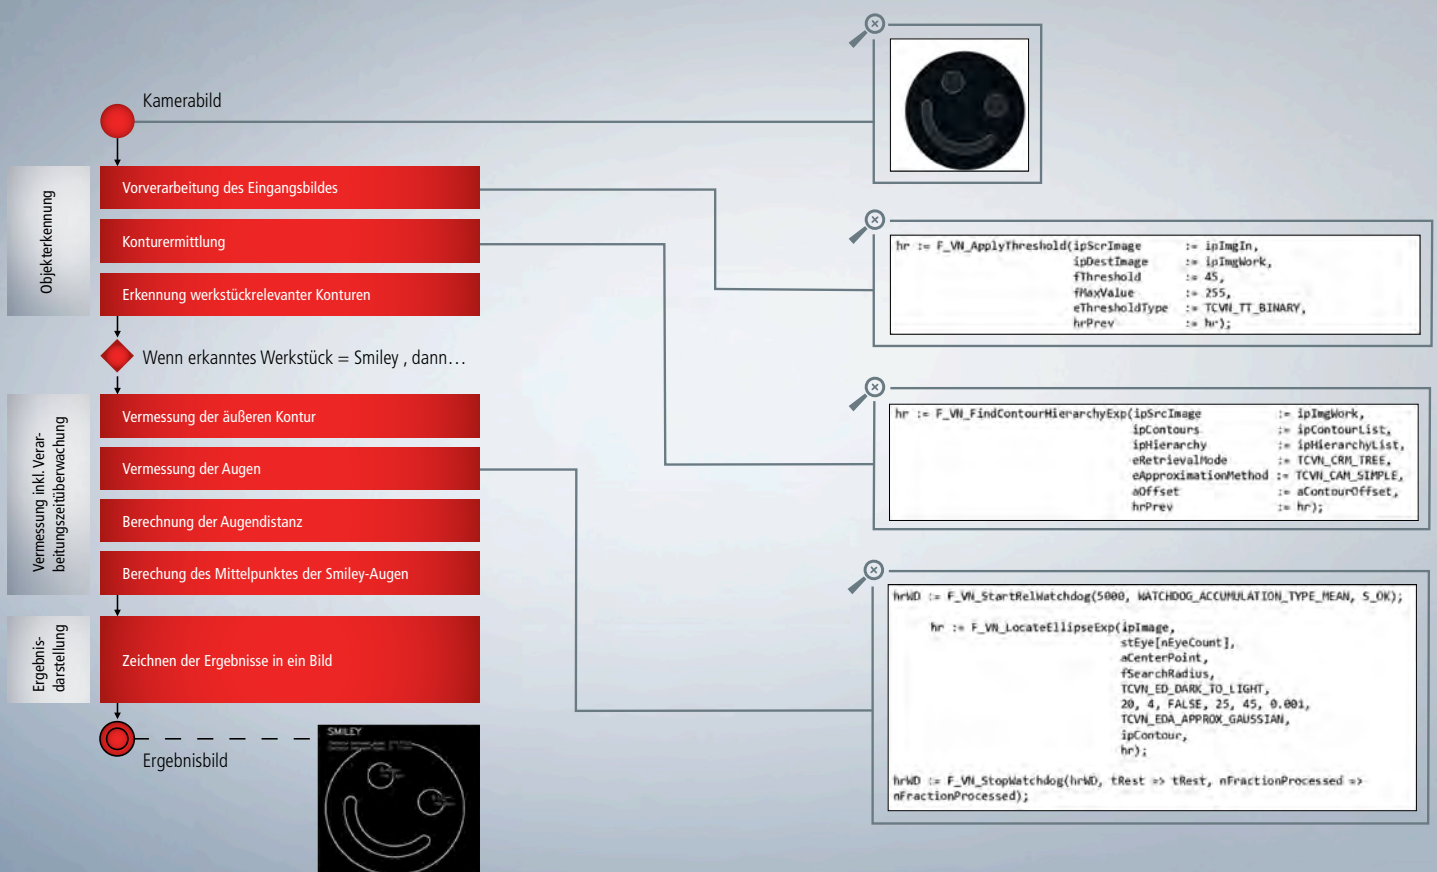 Kamerabild
Objekterkennung
Vorverarbeitung des Eingangsbildes
Konturermittlung
Erkennung werkstückrelevanter Konturen
Wenn erkanntes Werkstück = Smiley , dann…
Vermessung inkl. Verar-
beitungszeitüberwachung
Vermessung der äußeren Kontur
Vermessung der Augen
Berechnung der Augendistanz
Berechung des Mittelpunktes der Smiley-Augen
Ergebnis-
darstellung
Zeichnen der Ergebnisse in ein Bild
Ergebnisbild
SMILEY
hr := F_VN_ApplyThreshold(ipScrImage := ipImgIn,
ipDestImage := ipImgWork,
fThreshold := 45,
fMaxValue := 255,
eThresholdType := TCVN_TT_BINARY,
hrPrev := hr);
hr := F_VN_FindContourHierarchyExp(ipSrcImage := ipImgWork,
ipContours := ipContourList,
ipHierarchy := ipHierarchyList,
eRetrievalMode := TCVN_CRM_TREE,
eApproximationMethod := TCVN_CAM_SIMPLE,
aOffset := aContourOffset,
hrPrev := hr);
hrWD := F_VN_StartRelWatchdog(5000, WATCHDOG_ACCUMULATION_TYPE_MEAN, S_OK);
hr := F_VN_LocateEllipseExp(ipImage,
stEye[nEyeCount],
aCenterPoint,
fSearchRadius,
TCVN_ED_DARK_TO_LIGHT,
20, 4, FALSE, 25, 45, 0.001,
TCVN_EDA_APPROX_GAUSSIAN,
ipContour,
hr);
hrWD := F_VN_StopWatchdog(hrWD, tRest => tRest, nFractionProcessed =>
nFractionProcessed);